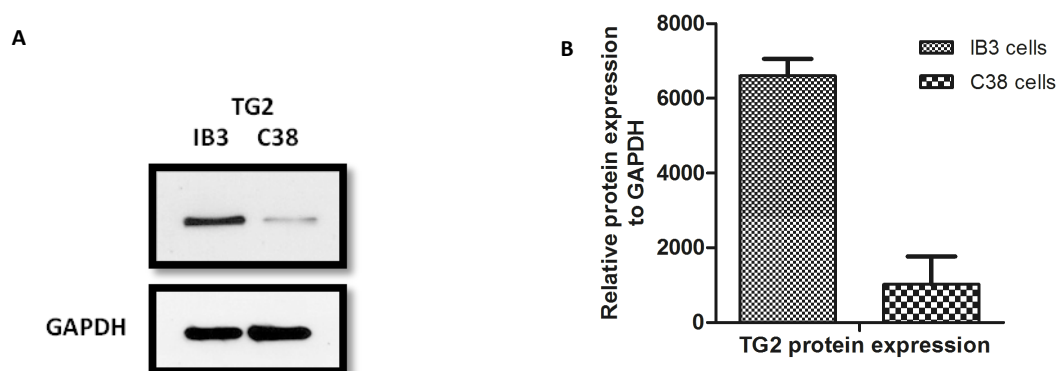 A
TG2
IB3 C38
GAPDH
B
Relative protein expression
to GAPDH
8000
6000
4000
2000
0
IB3 cells
C38 cells
TG2 protein expression